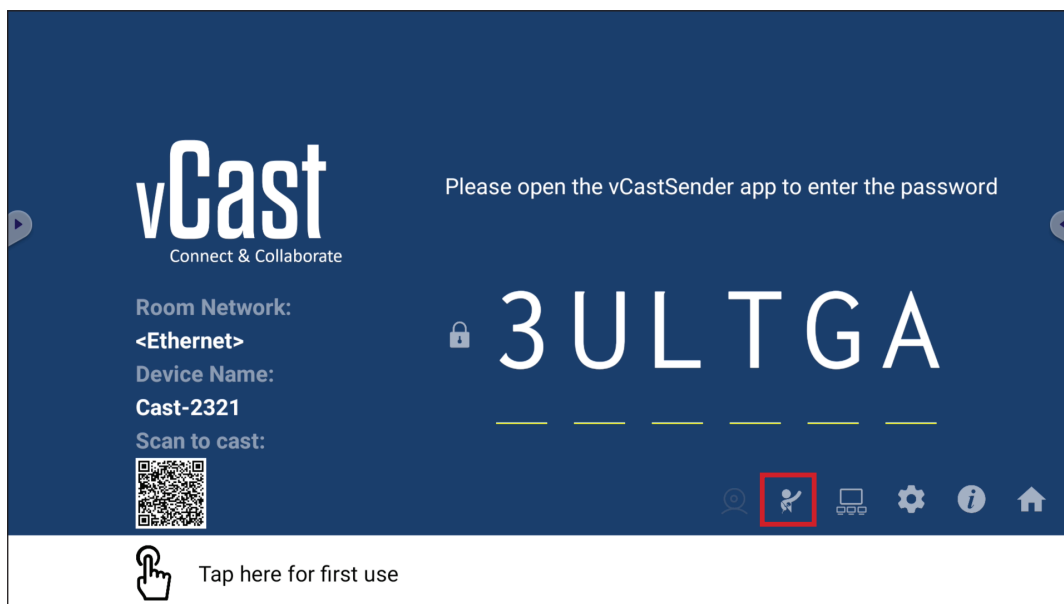 vCast
Connect & Collaborate
Please open the vCastSender app to enter the password
Room Network:
<Ethernet>
Device Name:
Cast-2321
Scan to cast:
3ULTGA
Tap here for first use